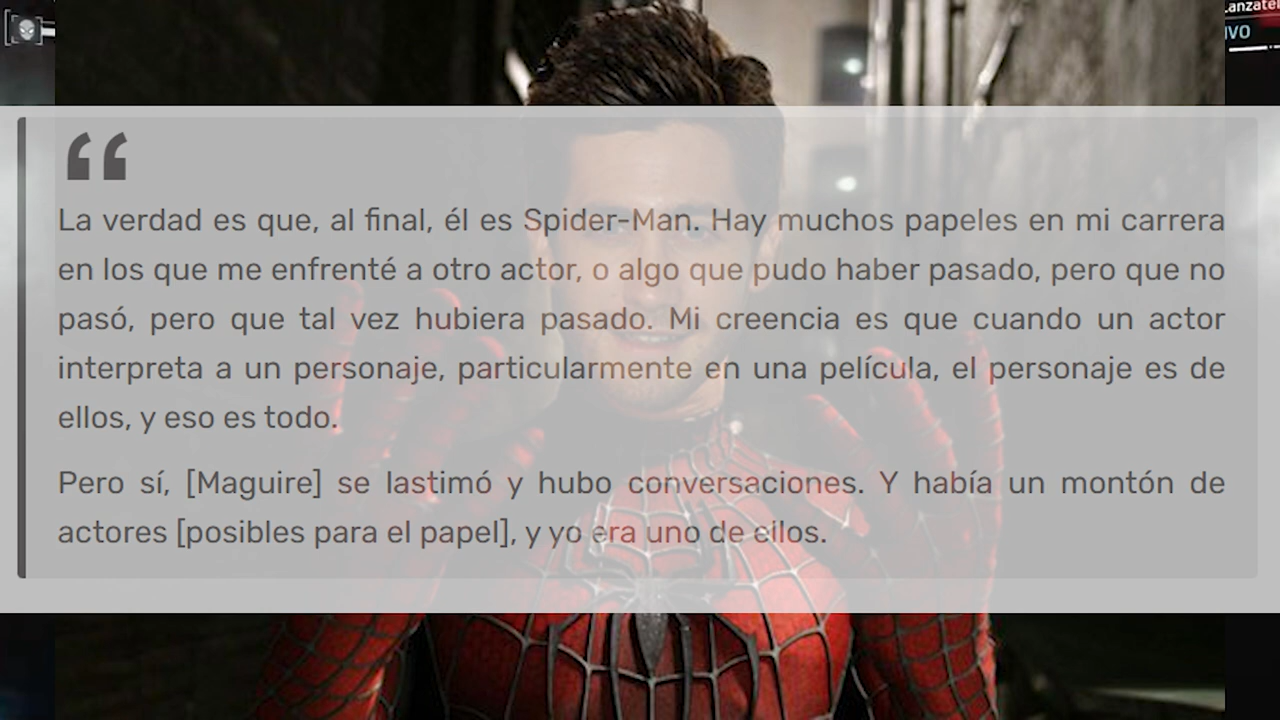 Lanzatel
IVO
“
La verdad es que, al final, él es Spider-Man. Hay muchos papeles en mi carrera
en los que me enfrenté a otro actor, o algo que pudo haber pasado, pero que no
pasó, pero que tal vez hubiera pasado. Mi creencia es que cuando un actor
interpreta a un personaje, particularmente en una película, el personaje es de
ellos, y eso es todo.
Pero sí, [Maguire] se lastimó y hubo conversaciones. Y había un montón de
actores [posibles para el papel], y yo era uno de ellos.